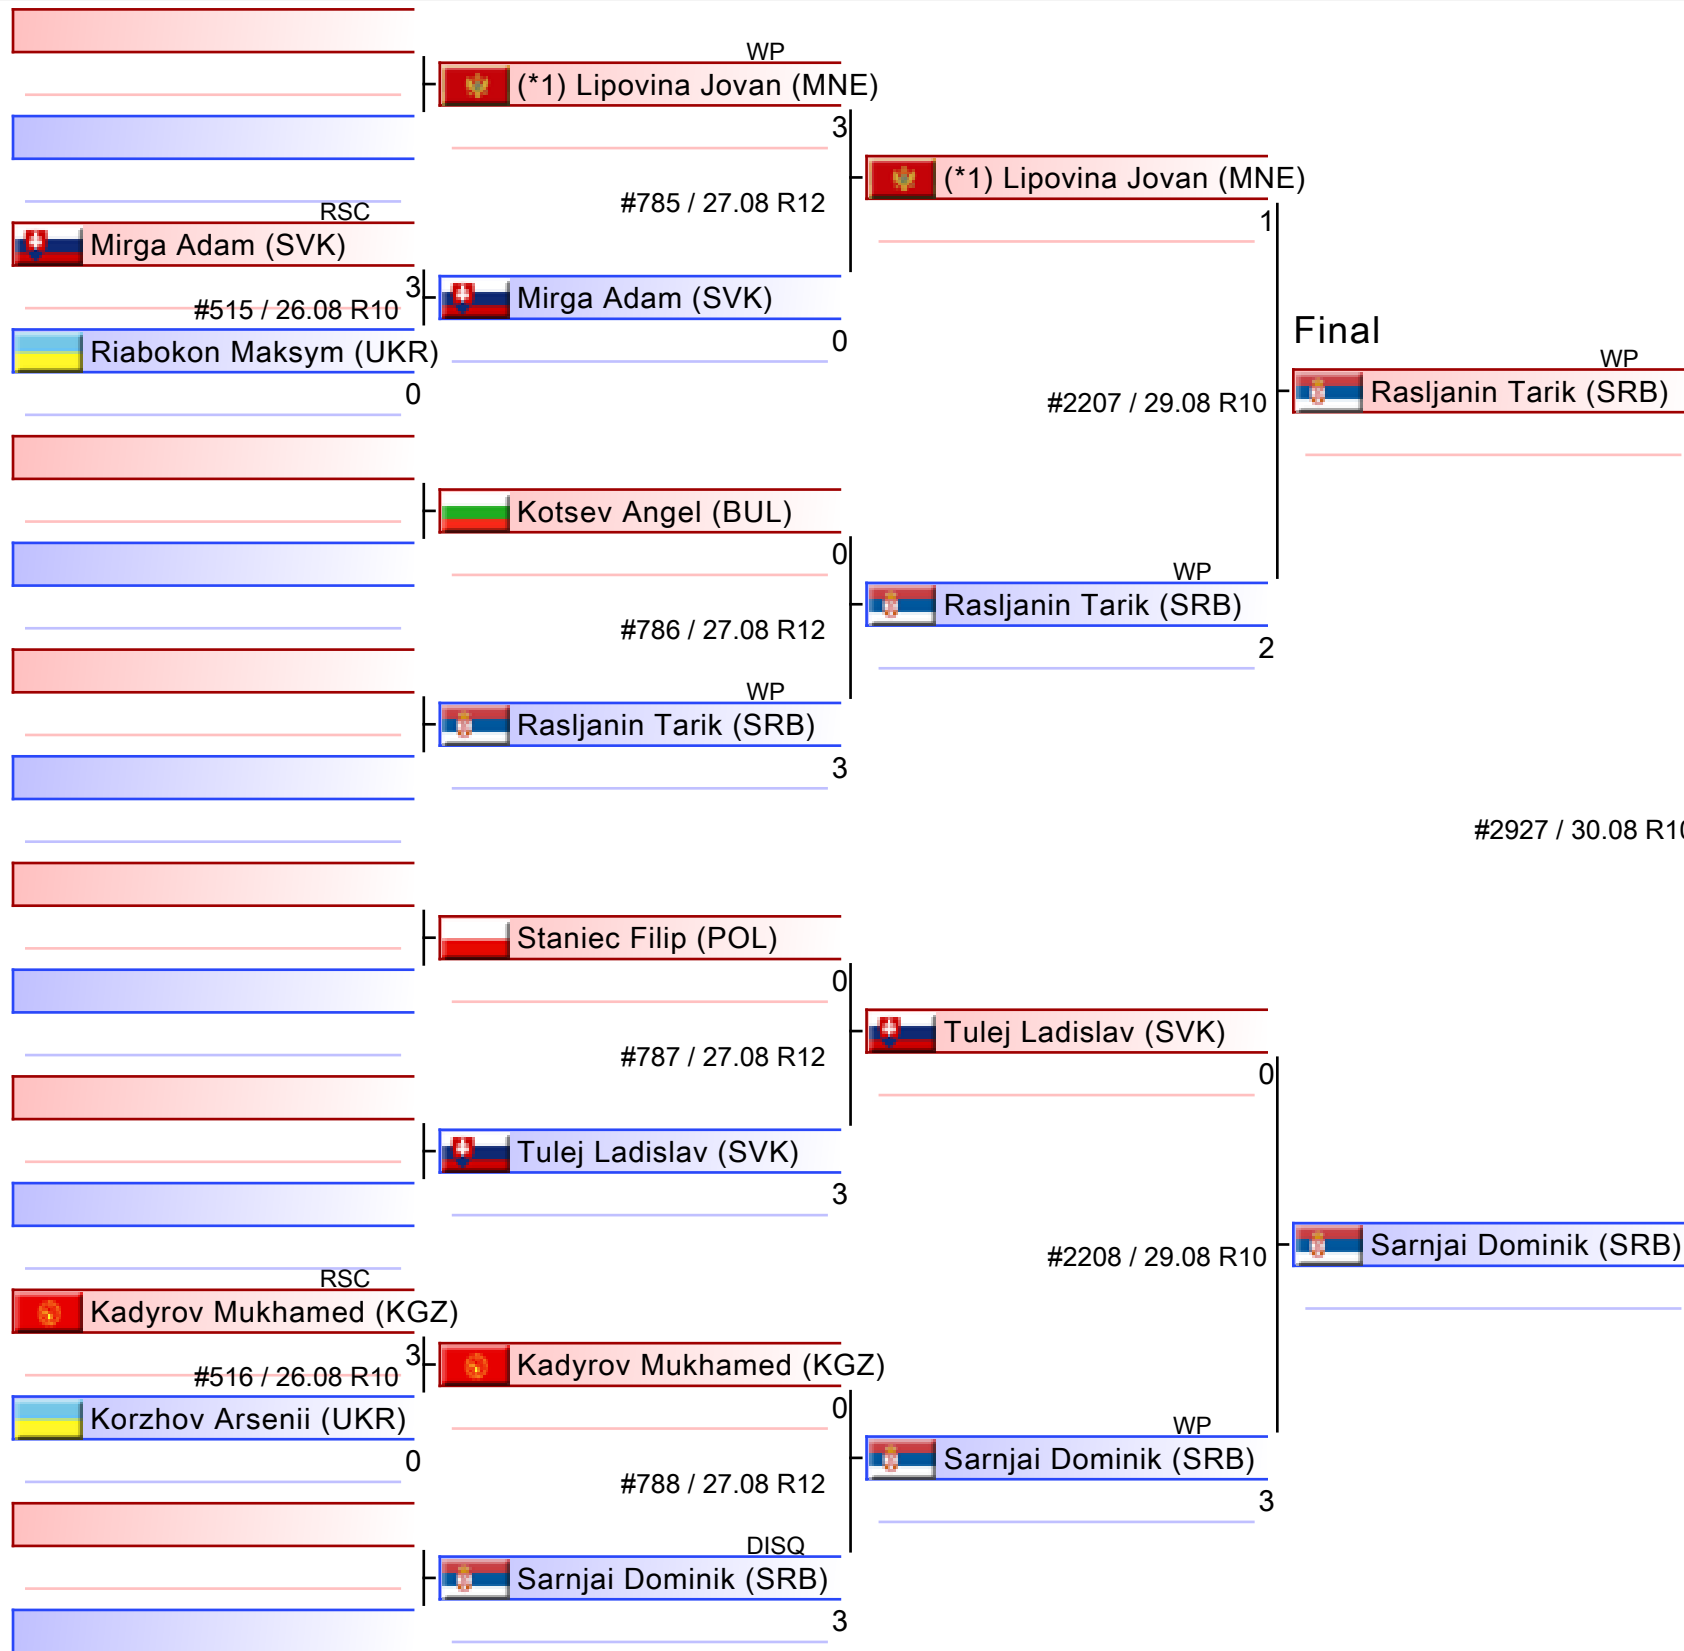 WP
(*1) Lipovina Jovan (MNE)
3
(*1) Lipovina Jovan (MNE)
#785 / 27.08 R12
RSC
1
Mirga Adam (SVK)
3
Mirga Adam (SVK)
#515 / 26.08 R10
Final
0
Riabokon Maksym (UKR)
WP
0
#2207 / 29.08 R10
Rasljanin Tarik (SRB)
Kotsev Angel (BUL)
0
WP
Rasljanin Tarik (SRB)
#786 / 27.08 R12
2
WP
Rasljanin Tarik (SRB)
3
#2927 / 30.08 R10
Staniec Filip (POL)
0
Tulej Ladislav (SVK)
#787 / 27.08 R12
0
Tulej Ladislav (SVK)
3
Sarnjai Dominik (SRB)
#2208 / 29.08 R10
RSC
Kadyrov Mukhamed (KGZ)
3
Kadyrov Mukhamed (KGZ)
#516 / 26.08 R10
0
Korzhov Arsenii (UKR)
WP
0
Sarnjai Dominik (SRB)
#788 / 27.08 R12
3
DISQ
Sarnjai Dominik (SRB)
3